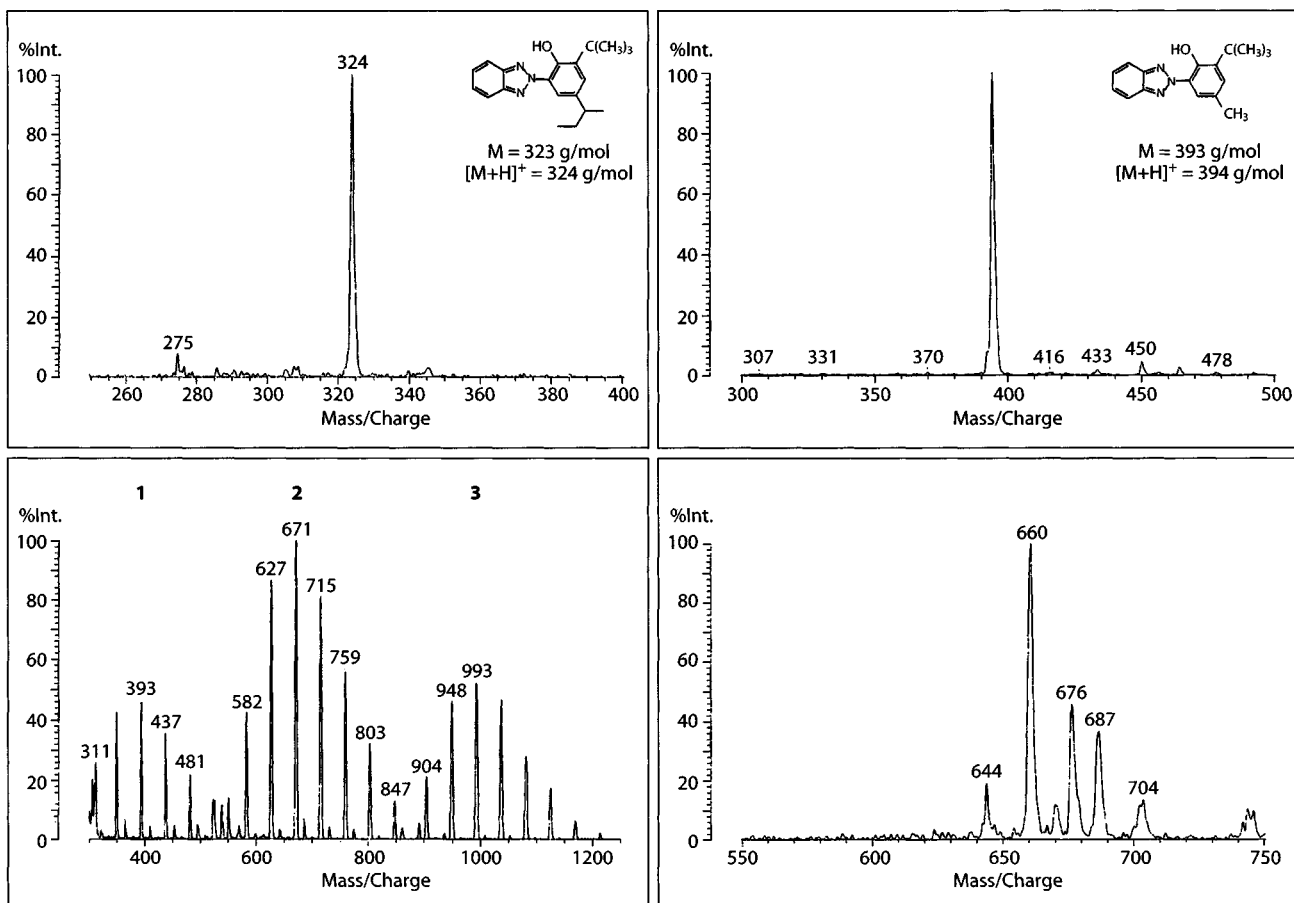 %Int.
324
100
80
60
40
20
0
275
HO
C(CH3)3
N
N
N
M = 323 g/mol
[M+H]+ = 324 g/mol
260 280 300 320 340 360 380 400
Mass/Charge
%Int.
100
80
60
40
20
0
307 331 370 416 433 450 478
HO
C(CH3)3
N
N
N
CH3
M = 393 g/mol
[M+H]+ = 394 g/mol
300 350 400 450 500
Mass/Charge
1 2 3
%Int.
100
80
60
40
20
0
311
393
437
481
582
627
671
715
759
803
847
904
948
993
400 600 800 1000 1200
Mass/Charge
%Int.
100
80
60
40
20
0
644
660
676
687
704
550 600 650 700 750
Mass/Charge